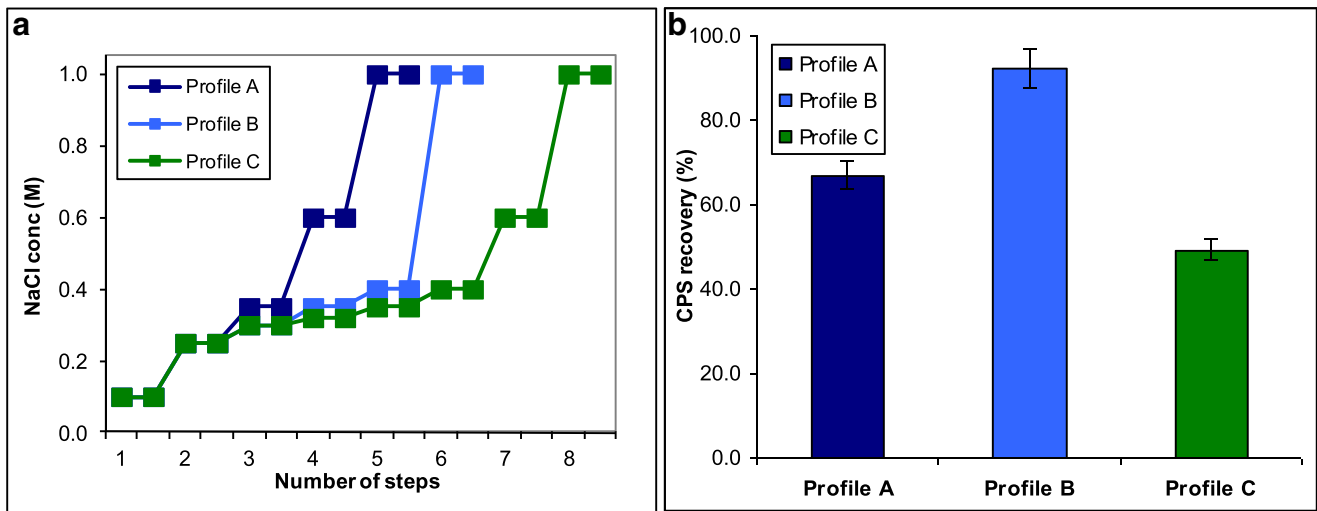 a
Profile A
Profile B
Profile C
NaCl conc (M)
1.0
0.8
0.6
0.4
0.2
0.0
1 2 3 4 5 6 7 8
Number of steps
b
Profile A
Profile B
Profile C
CPS recovery (%)
100.0
80.0
60.0
40.0
20.0
0.0
Profile A Profile B Profile C